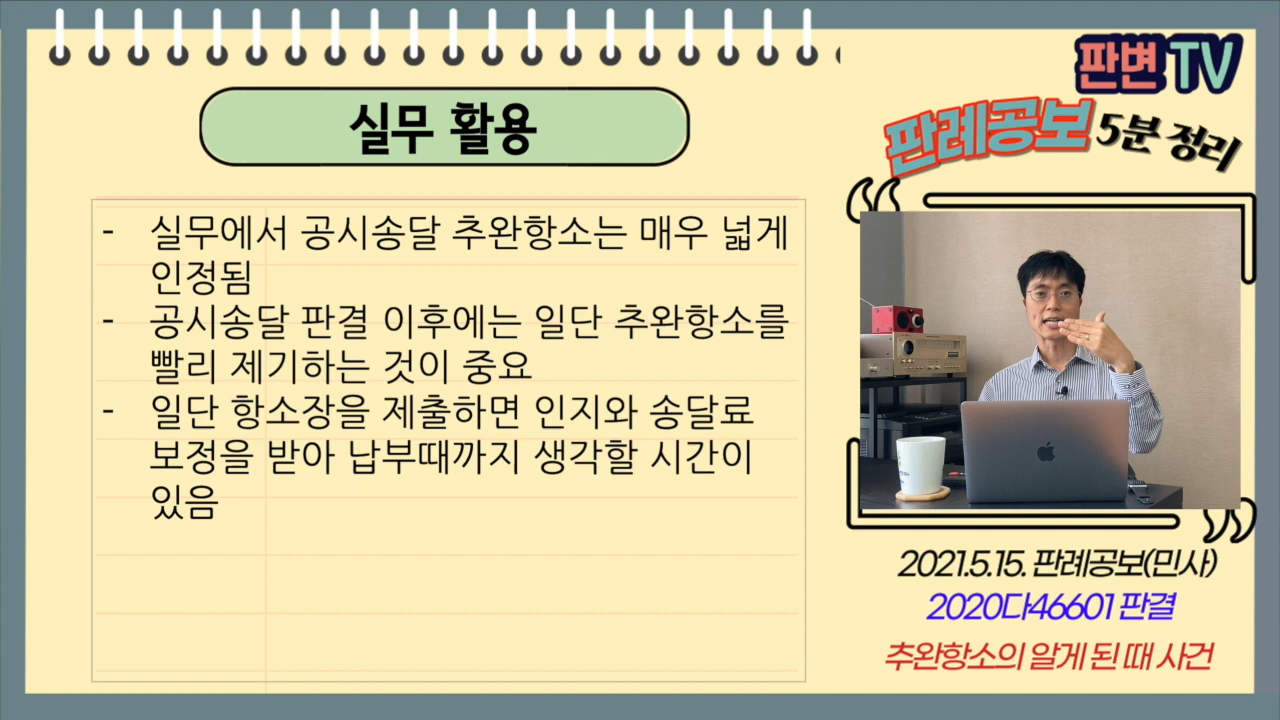 판변 TV
판례공보 5분 정리
실무 활용
- 실무에서 공시송달 추완항소는 매우 넓게
인정됨
- 공시송달 판결 이후에는 일단 추완항소를
빨리 제기하는 것이 중요
- 일단 항소장을 제출하면 인지와 송달료
보정을 받아 납부때까지 생각할 시간이
있음
2021.5.15. 판례공보(민사)
2020다46601 판결
추완항소의 알게 된 때 사건